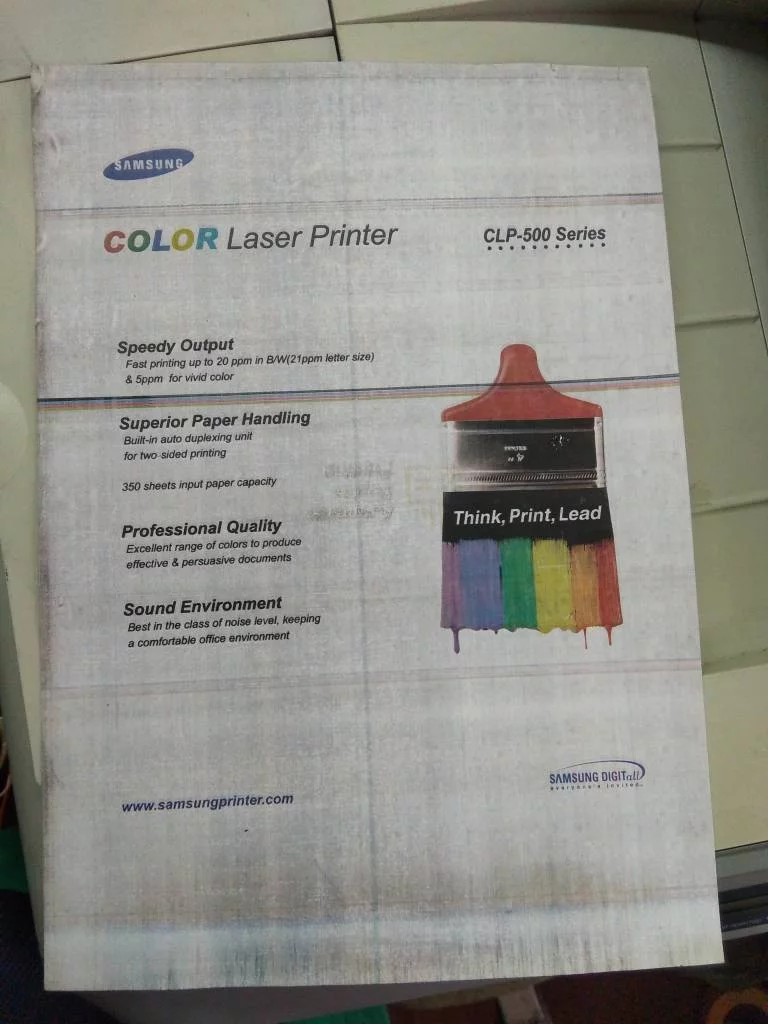 SAMSUNG
COLOR Laser Printer
CLP-500 Series
Speedy Output
Fast printing up to 20 ppm in B/W(21ppm letter size)
& 5ppm for vivid color
Superior Paper Handling
Built-in auto duplexing unit
for two-sided printing
350 sheets input paper capacity
Professional Quality
Excellent range of colors to produce
effective & persuasive documents
Sound Environment
Best in the class of noise level, keeping
a comfortable office environment
Think, Print, Lead
www.samsungprinter.com
SAMSUNG DIGITall
everyone's invited™